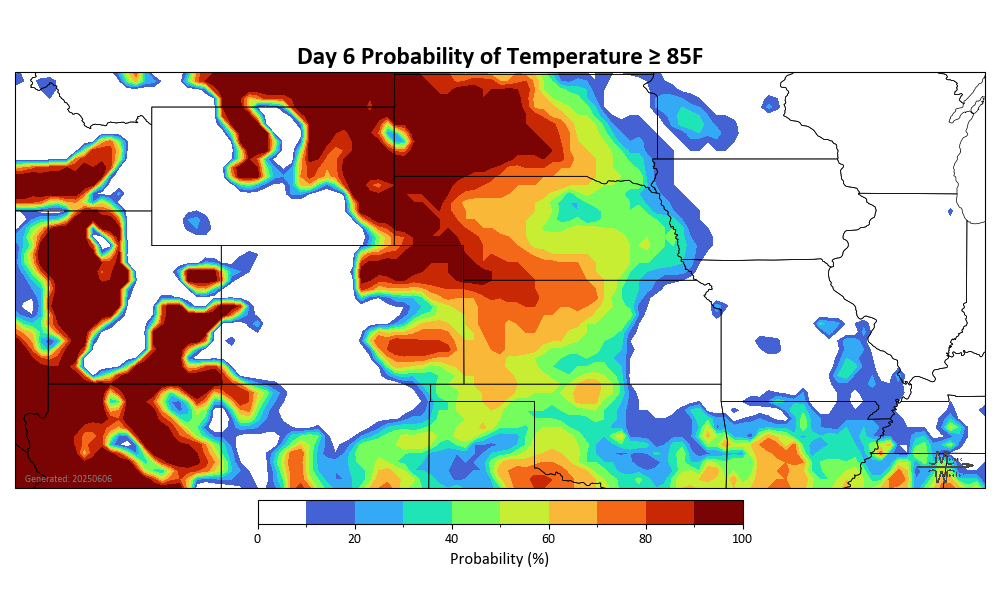 Day 6 Probability of Temperature ≥ 85F
Generated: 20250606
0 20 40 60 80 100
Probability (%)